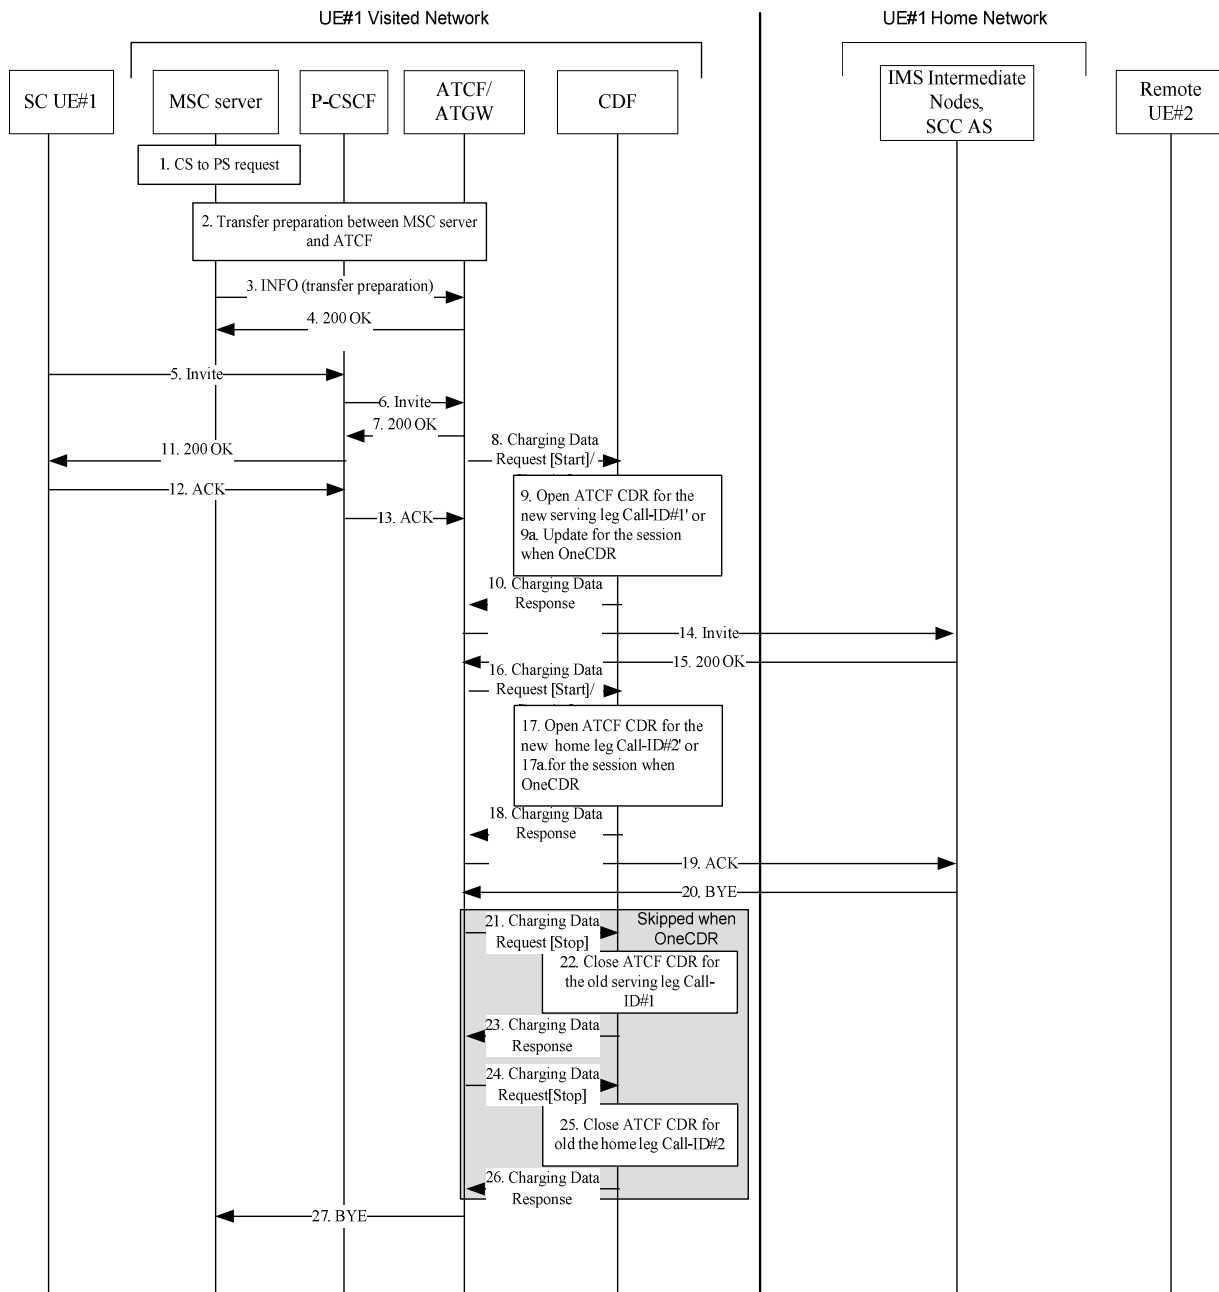 UE#1 Visited Network
UE#1 Home Network
SC UE#1
MSC server
P-CSCF
ATCF/
ATGW
CDF
IMS Intermediate
Nodes,
SCC AS
Remote
UE#2
1. CS to PS request
2. Transfer preparation between MSC server
and ATCF
3. INFO (transfer preparation)
4. 200 OK
5. Invite
6. Invite
7. 200 OK
8. Charging Data
Request [Start]/
11. 200 OK
12. ACK
9. Open ATCF CDR for the
new serving leg Call-ID#1' or
9a. Update for the session
when OneCDR
13. ACK
10. Charging Data
Response
14. Invite
15. 200 OK
16. Charging Data
Request [Start]/
17. Open ATCF CDR for the
new home leg Call-ID#2' or
17a.for the session when
OneCDR
18. Charging Data
Response
19. ACK
20. BYE
Skipped when
OneCDR
21. Charging Data
Request [Stop]
22. Close ATCF CDR for
the old serving leg Call-
ID#1
23. Charging Data
Response
24. Charging Data
Request[Stop]
25. Close ATCF CDR for
old the home leg Call-ID#2
26. Charging Data
Response
27. BYE